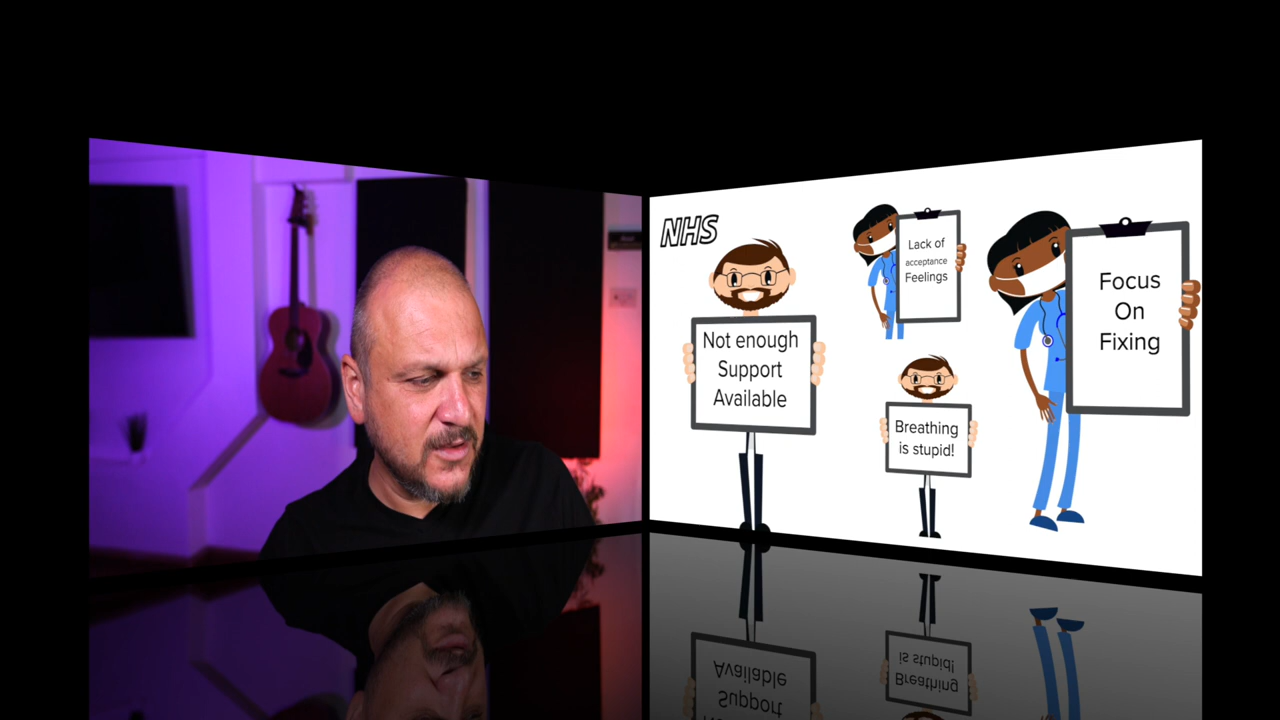 NHS
Not enough
Support
Available
Lack of
acceptance
Feelings
Breathing
is stupid!
Focus
On
Fixing